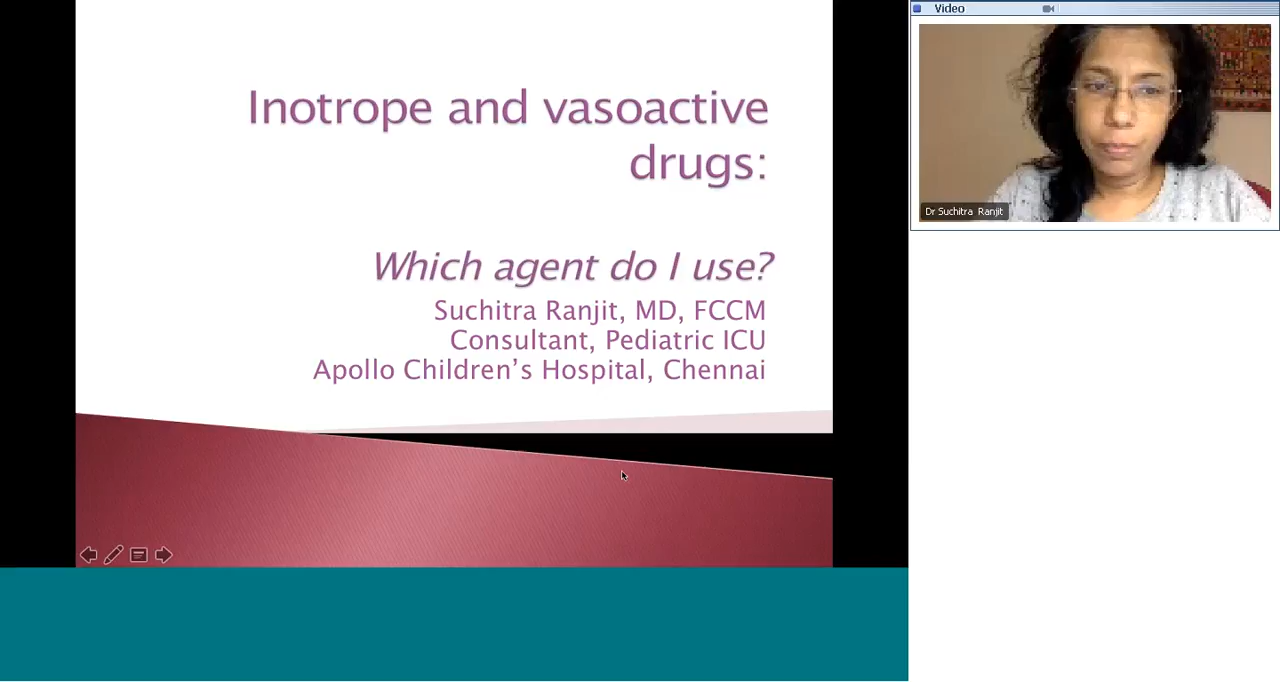 Inotrope and vasoactive
drugs:
Which agent do I use?
Suchitra Ranjit, MD, FCCM
Consultant, Pediatric ICU
Apollo Children's Hospital, Chennai
Video
Dr Suchitra Ranjit